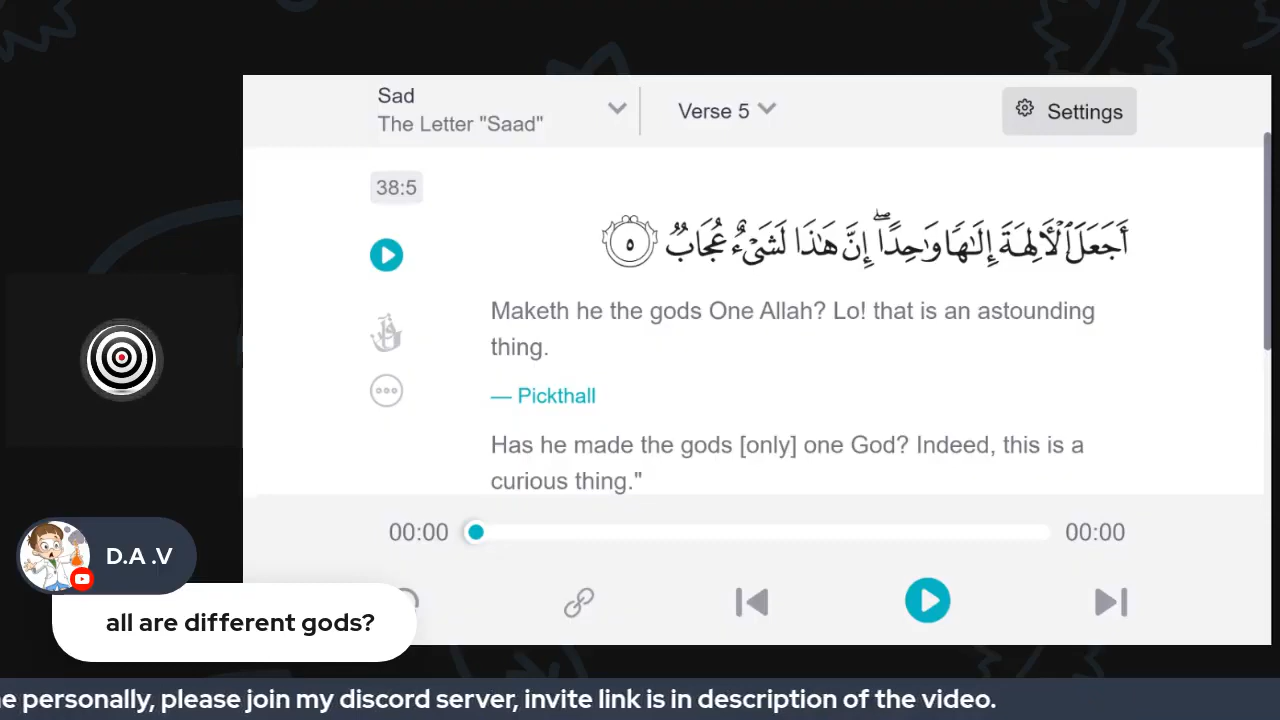 Sad
The Letter "Saad"
Verse 5
Settings
38:5
أَجَعَلَ ٱلْـَٔالِهَةَ إِلَـٰهًا وَٰحِدًا ۖ إِنَّ هَـٰذَا لَشَىْءٌ عُجَابٌ ٥
Maketh he the gods One Allah? Lo! that is an astounding
thing.
— Pickthall
Has he made the gods [only] one God? Indeed, this is a
curious thing."
00:00
00:00
D.A .V
all are different gods?
personally, please join my discord server, invite link is in description of the video.